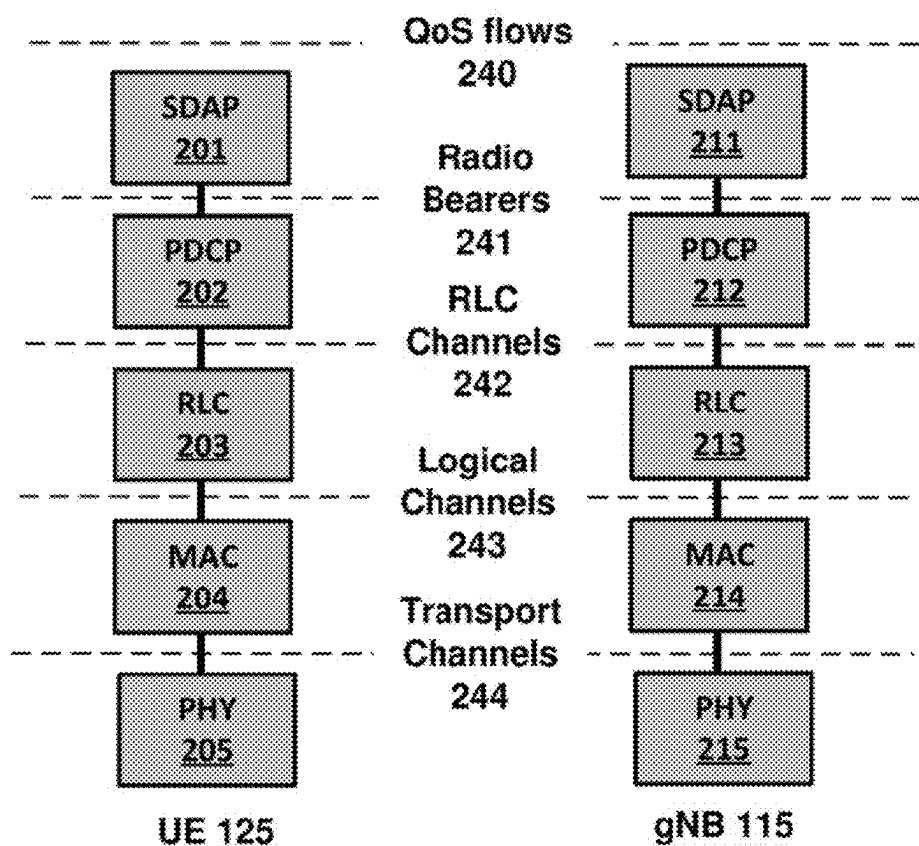 QoS flows
240
SDAP
201
SDAP
211
Radio
Bearers
241
PDCP
202
PDCP
212
RLC
Channels
242
RLC
203
RLC
213
Logical
Channels
243
MAC
204
MAC
214
Transport
Channels
244
PHY
205
PHY
215
UE 125
gNB 115